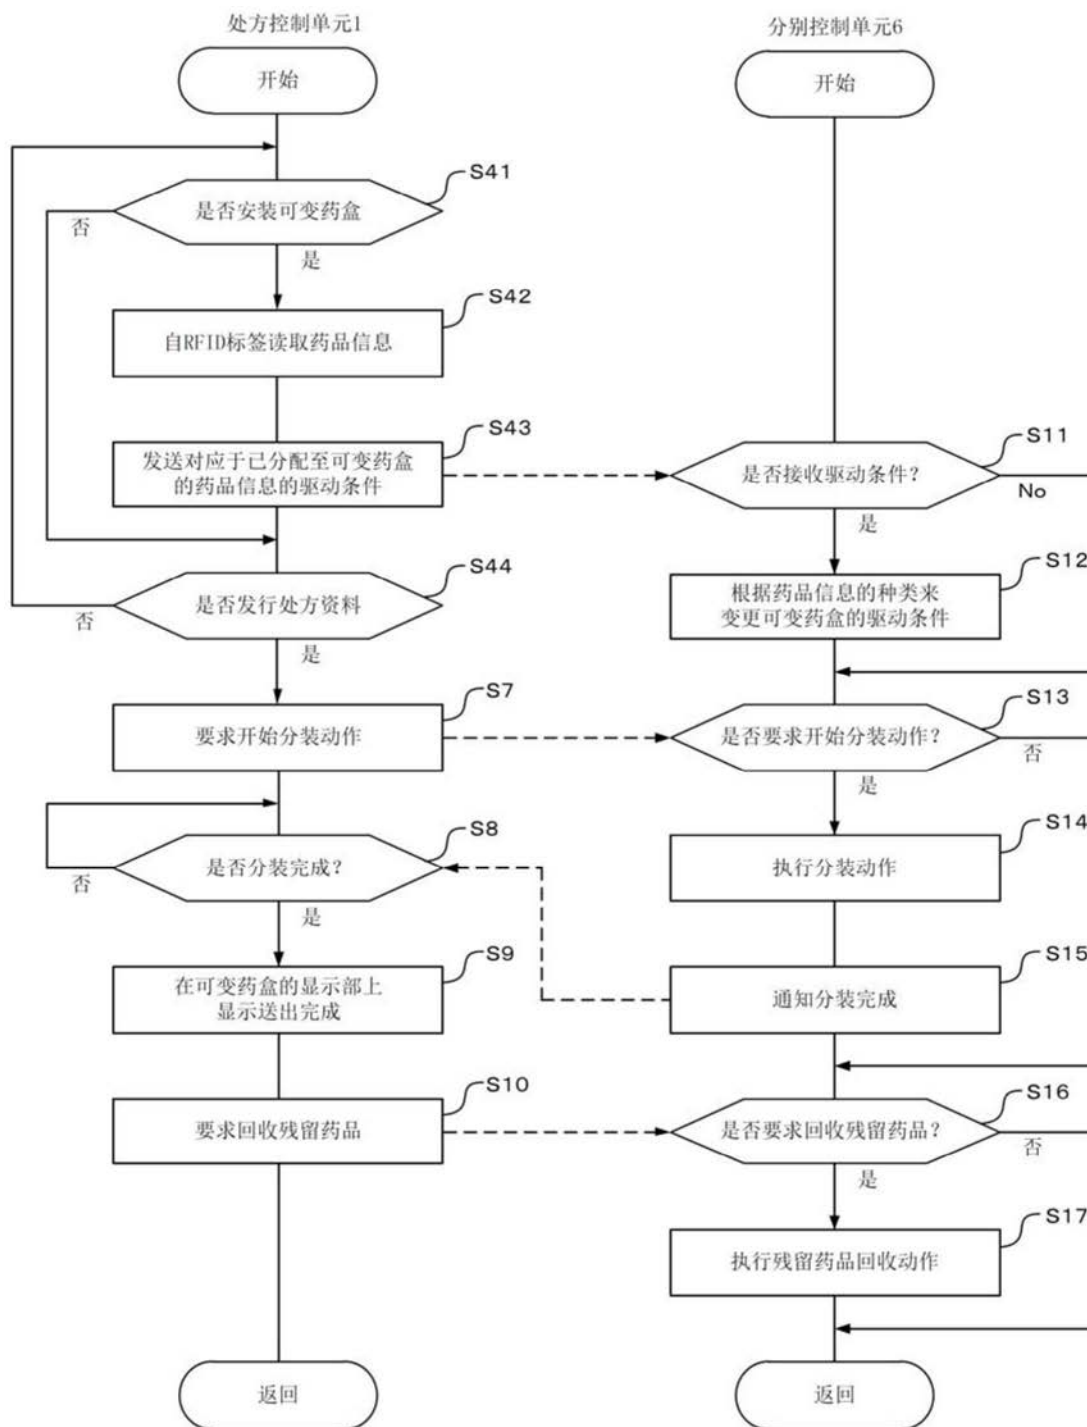 处方控制单元1
开始
S41
是否安装可变药盒
否
是
S42
自RFID标签读取药品信息
S43
发送对应于已分配至可变药盒
的药品信息的驱动条件
S44
是否发行处方资料
否
是
S7
要求开始分装动作
S8
是否分装完成？
否
是
S9
在可变药盒的显示部上
显示送出完成
S10
要求回收残留药品
返回
分别控制单元6
开始
S11
是否接收驱动条件？
No
是
S12
根据药品信息的种类来
变更可变药盒的驱动条件
S13
是否要求开始分装动作？
否
是
S14
执行分装动作
S15
通知分装完成
S16
是否要求回收残留药品？
否
是
S17
执行残留药品回收动作
返回